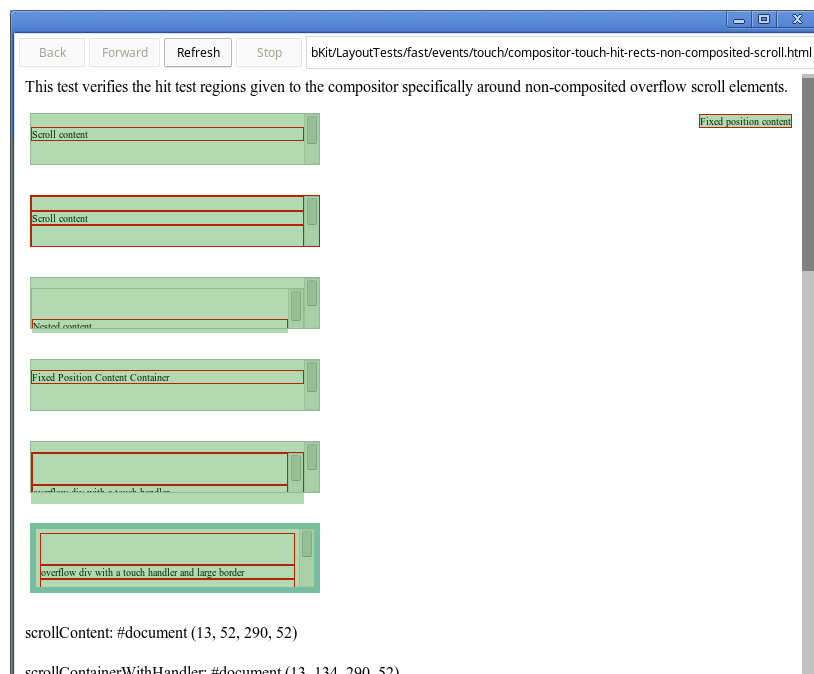 Back Forward Refresh Stop bKit/LayoutTests/fast/events/touch/compositor-touch-hit-rects-non-composited-scroll.html
This test verifies the hit test regions given to the compositor specifically around non-composited overflow scroll elements.
Scroll content
Fixed position content
Scroll content
Nested content
Fixed Position Content Container
overflow div with a touch handler
overflow div with a touch handler and large border
scrollContent: #document (13, 52, 290, 52)
scrollContainerWithHandler: #document (13, 134, 290, 52)